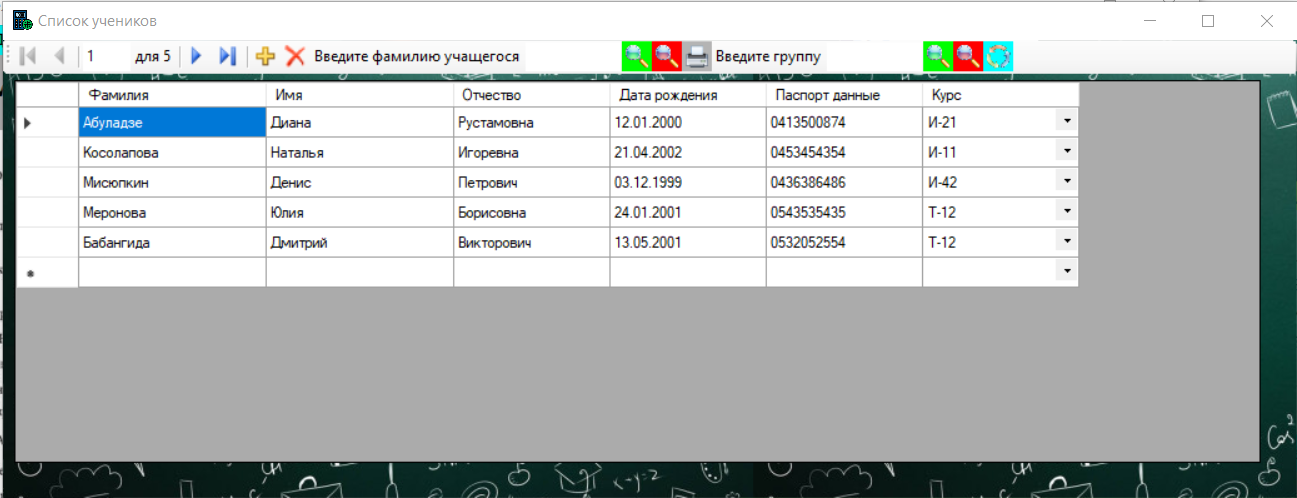 Список учеников
1 для 5 Введите фамилию учащегося Введите группу
Фамилия Имя Отчество Дата рождения Паспорт данные Курс
Абуладзе Диана Рустамовна 12.01.2000 0413500874 И-21
Косолапова Наталья Игоревна 21.04.2002 0453454354 И-11
Мисюпкин Денис Петрович 03.12.1999 0436386486 И-42
Меронова Юлия Борисовна 24.01.2001 0543535435 Т-12
Бабангида Дмитрий Викторович 13.05.2001 0532052554 Т-12